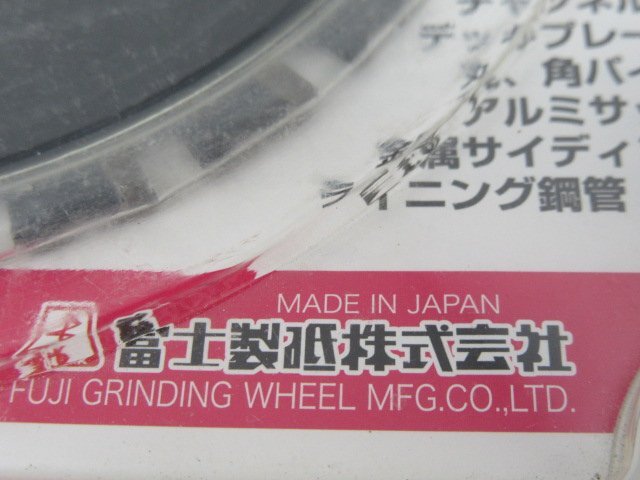 チャンネル
デッキプレー
丸、角パイ
アルミサッ
金属サイディ
ライニング鋼管
MADE IN JAPAN
富士製砥株式会社
FUJI GRINDING WHEEL MFG.CO.,LTD.